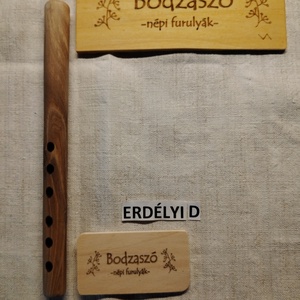 Bodzaszó
-népi furulyák-
ERDÉLYI D
Bodzaszó
-népi furulyák-